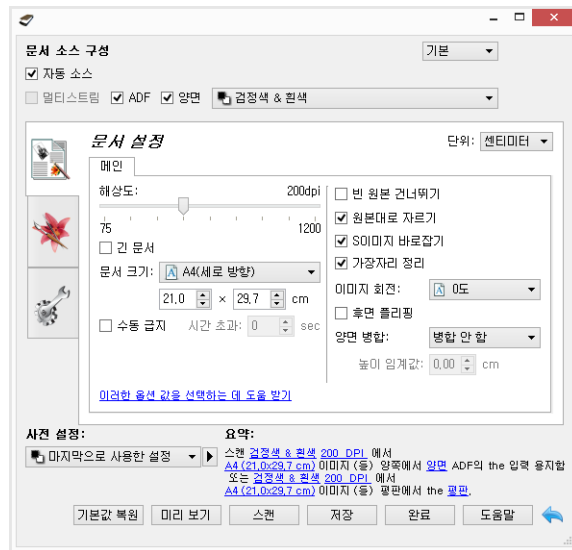 문서 소스 구성
기본
자동 소스
멀티스트림 ADF 양면 검정색 & 흰색
문서 설정
단위: 센티미터
메인
해상도: 200dpi
75 1200
긴 문서
문서 크기: A4(세로 방향)
21,0 × 29,7 cm
수동 급지 시간 초과: 0 sec
빈 원본 건너뛰기
원본대로 자르기
S0이미지 바로잡기
가장자리 정리
이미지 회전: 0도
후면 플리핑
양면 병합: 병합 안 함
높이 임계값: 0,00 cm
이러한 옵션 값을 선택하는 데 도움 받기
사전 설정:
마지막으로 사용한 설정
요약:
스캔 검정색 & 흰색 200 DPI 에서
A4 (21,0x29,7 cm) 이미지 (들) 양쪽에서 양면 ADF의 the 입력 용지함
또는 검정색 & 흰색 200 DPI 에서
A4 (21,0x29,7 cm) 이미지 (들) 평판에서 the 평판.
기본값 복원 미리 보기 스캔 저장 완료 도움말